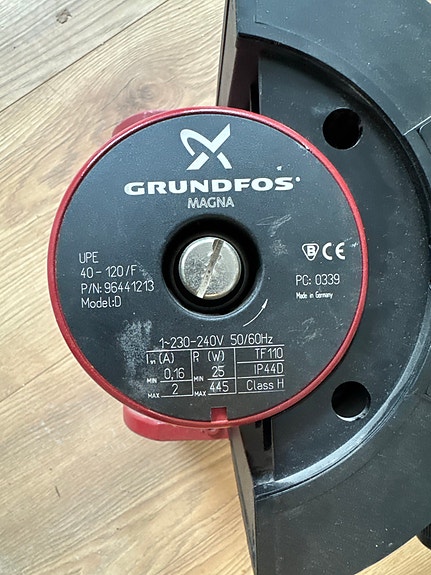 GRUNDFOS
MAGNA
UPE
40-120/F
P/N: 96441213
Model:D
B CE
PC: 0339
Made in Germany
1~230-240V 50/60Hz
I1/1 (A) P1 (W) TF110
MIN 0,16 MIN 25 IP44D
MAX 2 MAX 445 Class H